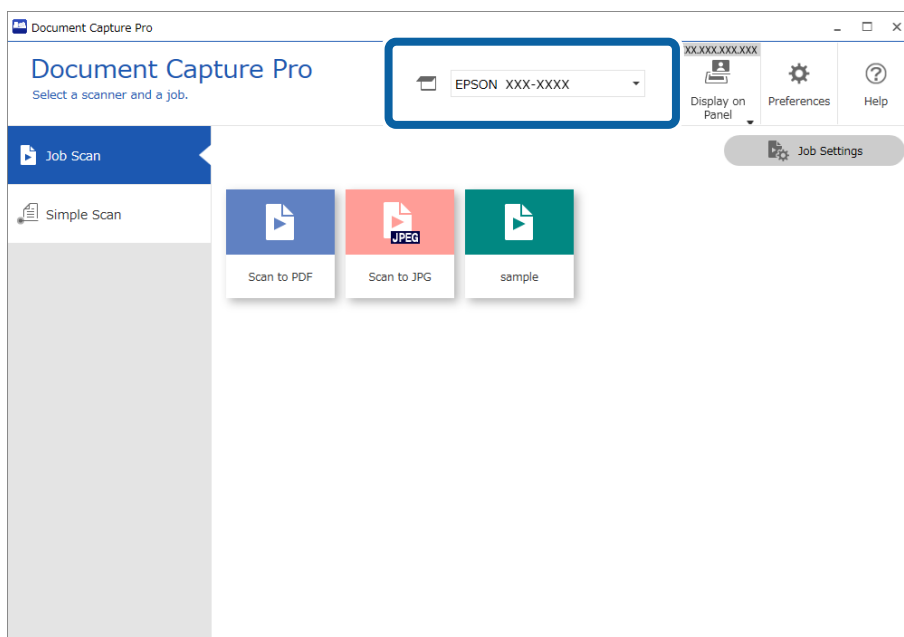 Document Capture Pro
Document Capture Pro
Select a scanner and a job.
EPSON XXX-XXXX
XX.XXX.XXX.XXX
Display on
Panel
Preferences
Help
Job Scan
Job Settings
Simple Scan
JPEG
Scan to PDF
Scan to JPG
sample